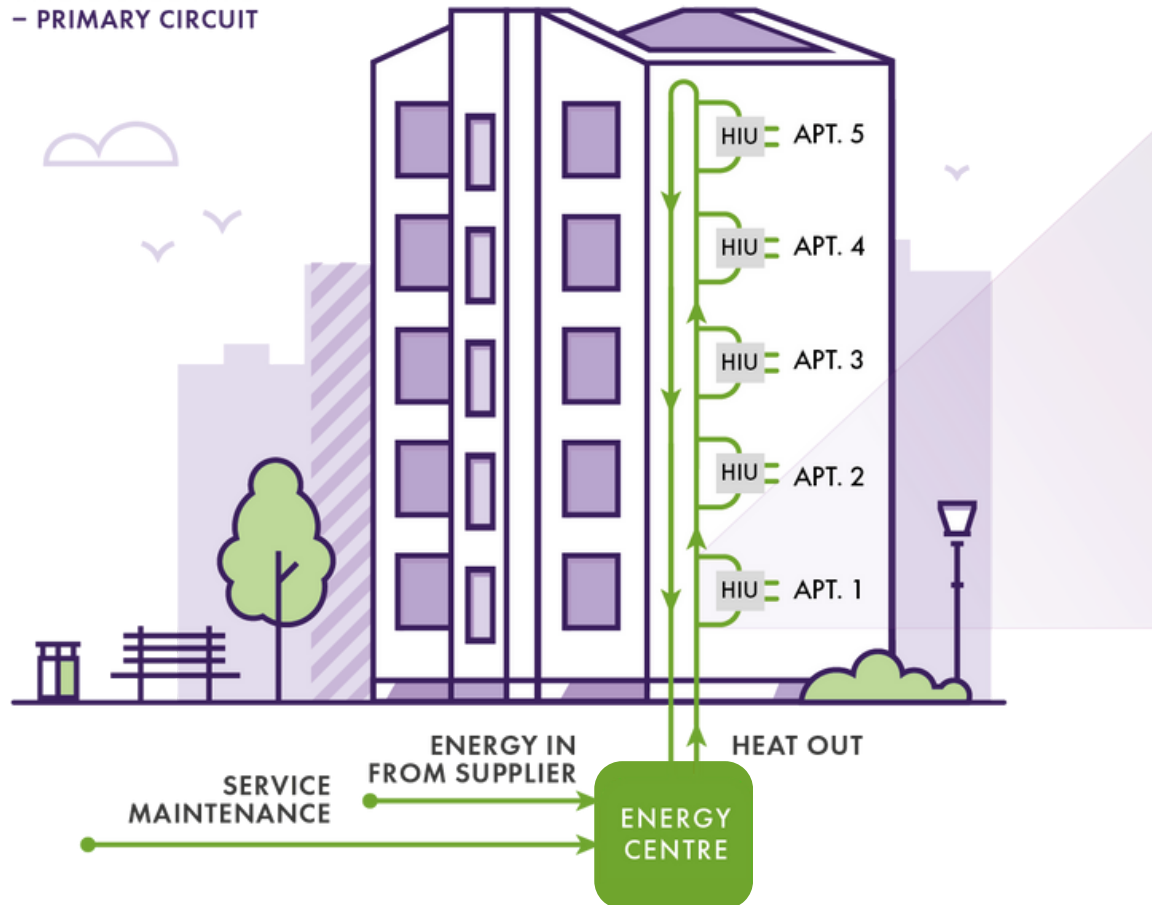 – PRIMARY CIRCUIT
HIU APT. 5
HIU APT. 4
HIU APT. 3
HIU APT. 2
HIU APT. 1
ENERGY IN
FROM SUPPLIER
HEAT OUT
SERVICE
MAINTENANCE
ENERGY
CENTRE